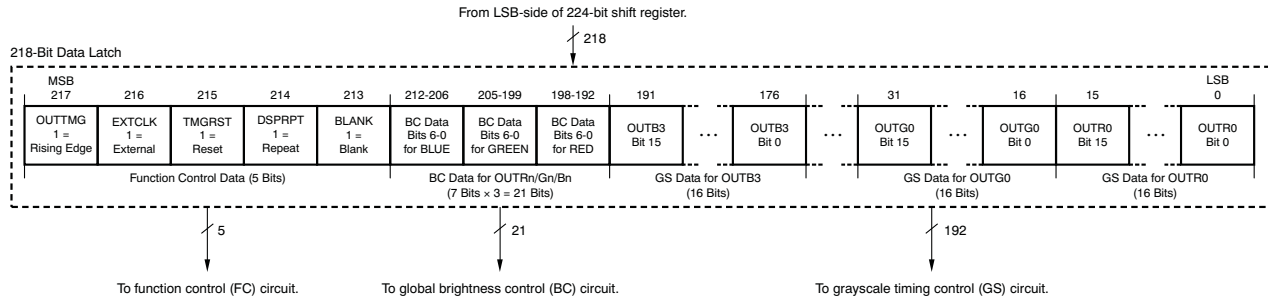 From LSB-side of 224-bit shift register.
218
218-Bit Data Latch
MSB
LSB
217 216 215 214 213 212-206 205-199 198-192 191 176 31 16 15 0
OUTTMG EXTCLK TMGRST DSPRPT BLANK BC Data BC Data BC Data
1 = 1 = 1 = 1 = 1 = Bits 6-0 Bits 6-0 Bits 6-0 OUTB3 ... OUTB3 ... OUTG0 ... OUTG0 OUTR0 ... OUTR0
Rising Edge External Reset Repeat Blank for BLUE for GREEN for RED Bit 15 Bit 0 Bit 15 Bit 0 Bit 15 Bit 0
Function Control Data (5 Bits) BC Data for OUTRn/Gn/Bn GS Data for OUTB3 GS Data for OUTG0 GS Data for OUTR0
(7 Bits × 3 = 21 Bits) (16 Bits) (16 Bits) (16 Bits)
5 21 192
To function control (FC) circuit. To global brightness control (BC) circuit. To grayscale timing control (GS) circuit.